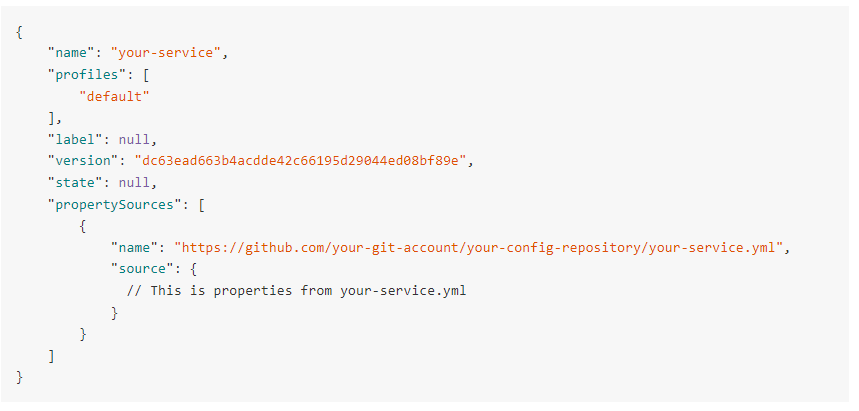 {
    "name": "your-service",
    "profiles": [
        "default"
    ],
    "label": null,
    "version": "dc63ead663b4acdde42c66195d29044ed08bf89e",
    "state": null,
    "propertySources": [
        {
            "name": "https://github.com/your-git-account/your-config-repository/your-service.yml",
            "source": {
              // This is properties from your-service.yml
            }
        }
    ]
}